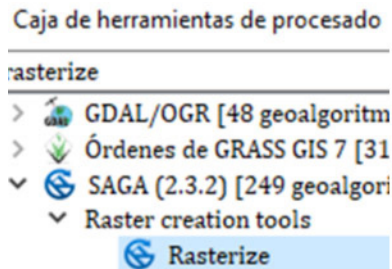 Caja de herramientas de procesado
rasterize
GDAL/OGR [48 geoalgoritm
Órdenes de GRASS GIS 7 [31
SAGA (2.3.2) [249 geoalgori
Raster creation tools
Rasterize